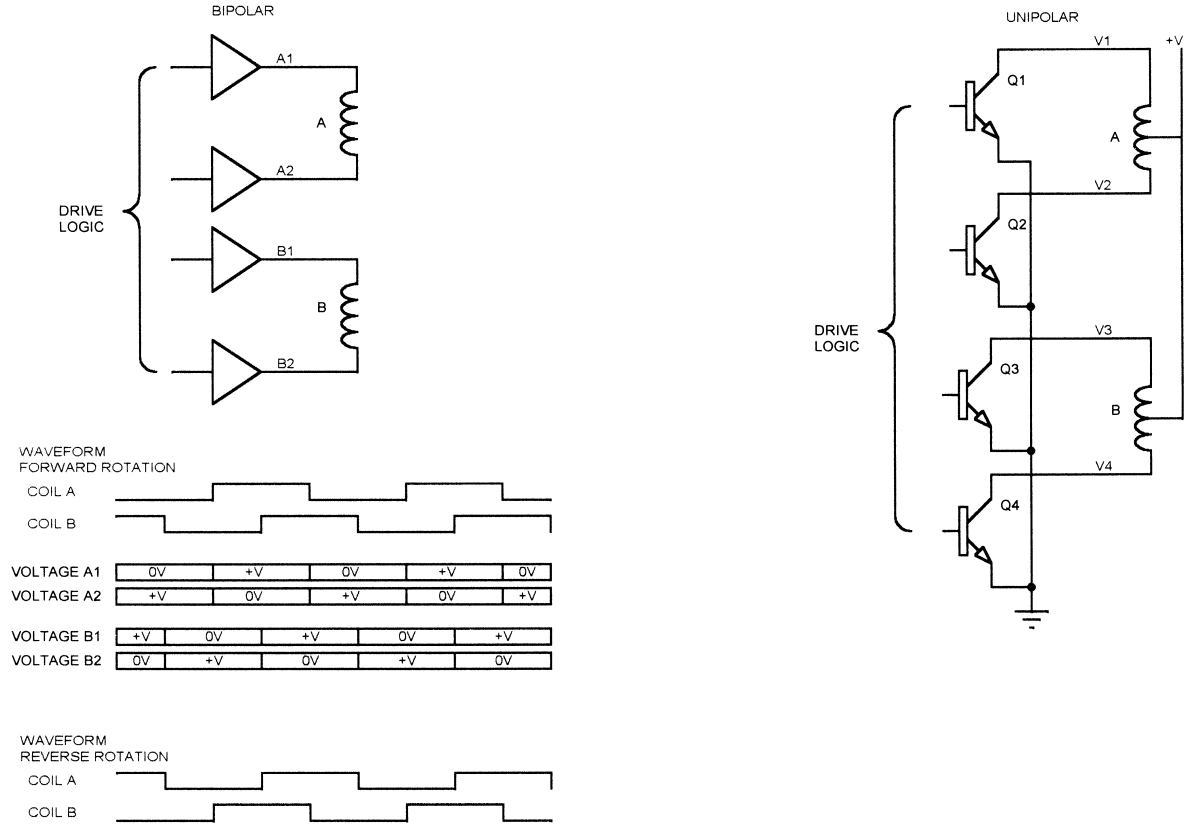 BIPOLAR
A1
A
A2
DRIVE
LOGIC
B1
B
B2
UNIPOLAR
V1
+V
Q1
A
V2
Q2
DRIVE
LOGIC
V3
Q3
B
V4
Q4
WAVEFORM
FORWARD ROTATION
COIL A
COIL B
VOLTAGE A1 0V +V 0V +V 0V
VOLTAGE A2 +V 0V +V 0V +V
VOLTAGE B1 +V 0V +V 0V +V
VOLTAGE B2 0V +V 0V +V 0V
WAVEFORM
REVERSE ROTATION
COIL A
COIL B